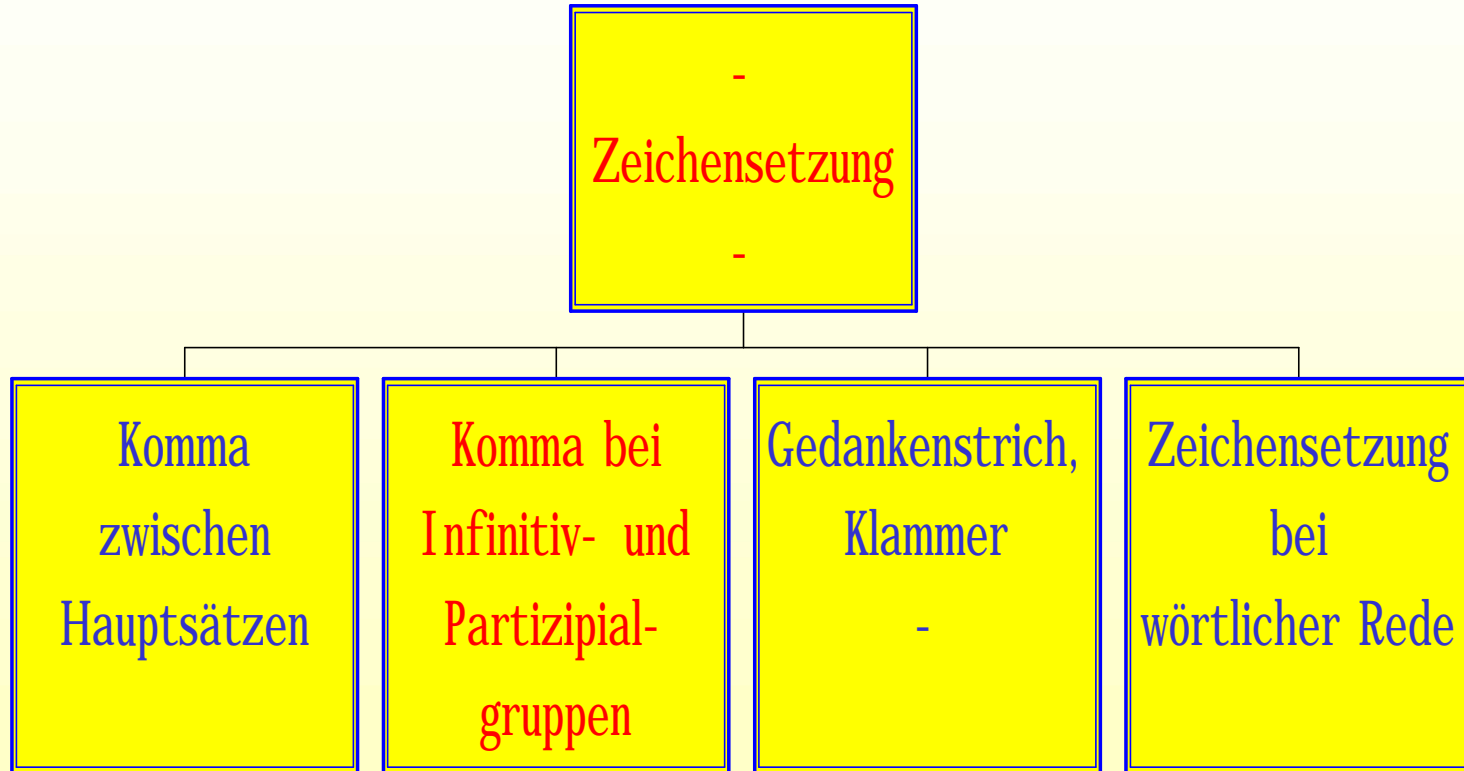 -
Zeichensetzung
-
Komma
zwischen
Hauptsätzen
Komma bei
Infinitiv- und
Partizipial-
gruppen
Gedankenstrich,
Klammer
-
Zeichensetzung
bei
wörtlicher Rede